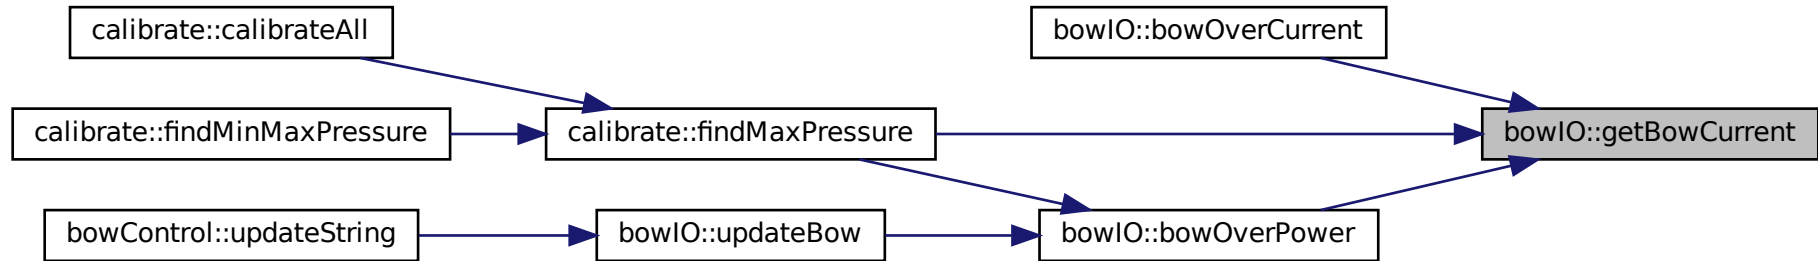 calibrate::calibrateAll
bowIO::bowOverCurrent
calibrate::findMinMaxPressure
calibrate::findMaxPressure
bowIO::getBowCurrent
bowControl::updateString
bowIO::updateBow
bowIO::bowOverPower